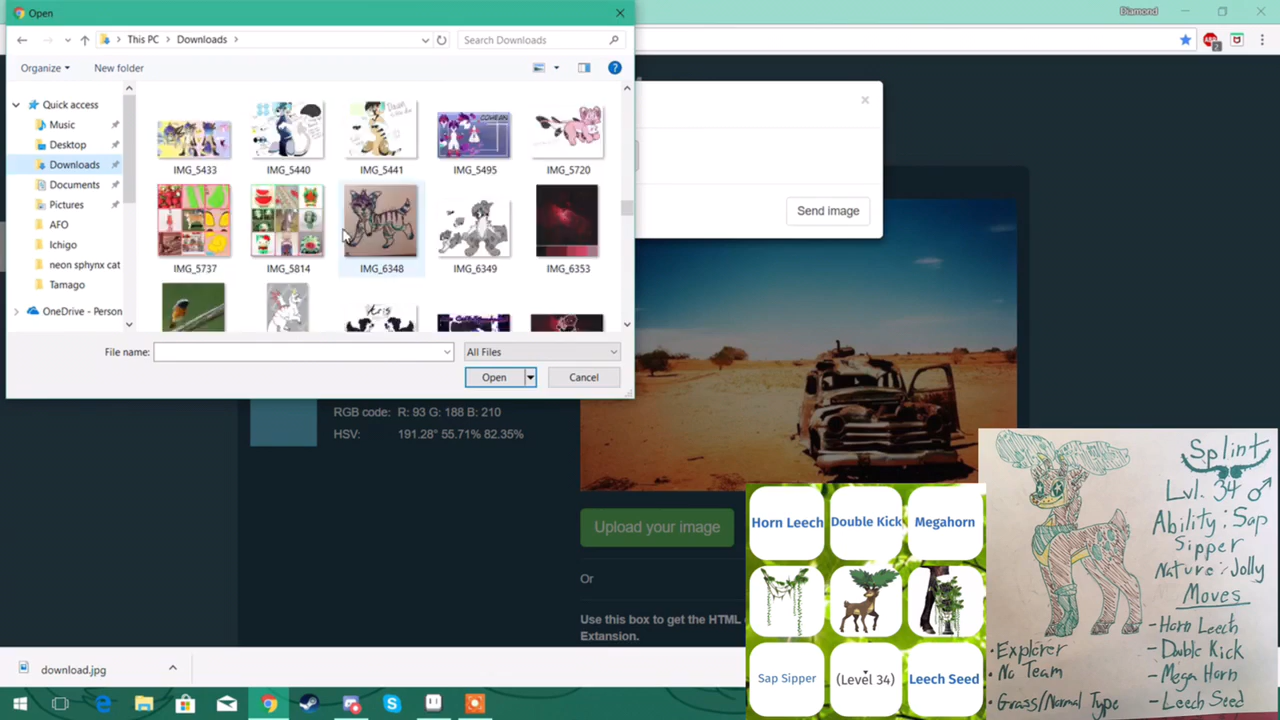 Open
Diamond
This PC > Downloads >
Search Downloads
Organize
New folder
Quick access
Music
Desktop
Downloads
Documents
Pictures
AFO
Ichigo
neon sphynx cat
Tamago
OneDrive - Person
IMG_5433
IMG_5440
IMG_5441
IMG_5495
IMG_5720
IMG_5737
IMG_5814
IMG_6348
IMG_6349
IMG_6353
File name:
All Files
Open
Cancel
×
Send image
RGB code: R: 93 G: 188 B: 210
HSV: 191.28° 55.71% 82.35%
Upload your image
Or
Use this box to get the HTML
Extansion.
Horn Leech
Double Kick
Megahorn
Sap Sipper
(Level 34)
Leech Seed
Splint
Lvl. 34 ♂
Ability: Sap
Sipper
Nature: Jolly
Moves
- Horn Leech
- Duble Kick
- Mega Horn
- Leech Seed
• Explorer
• No Team
• Grass/Normal Type
download.jpg